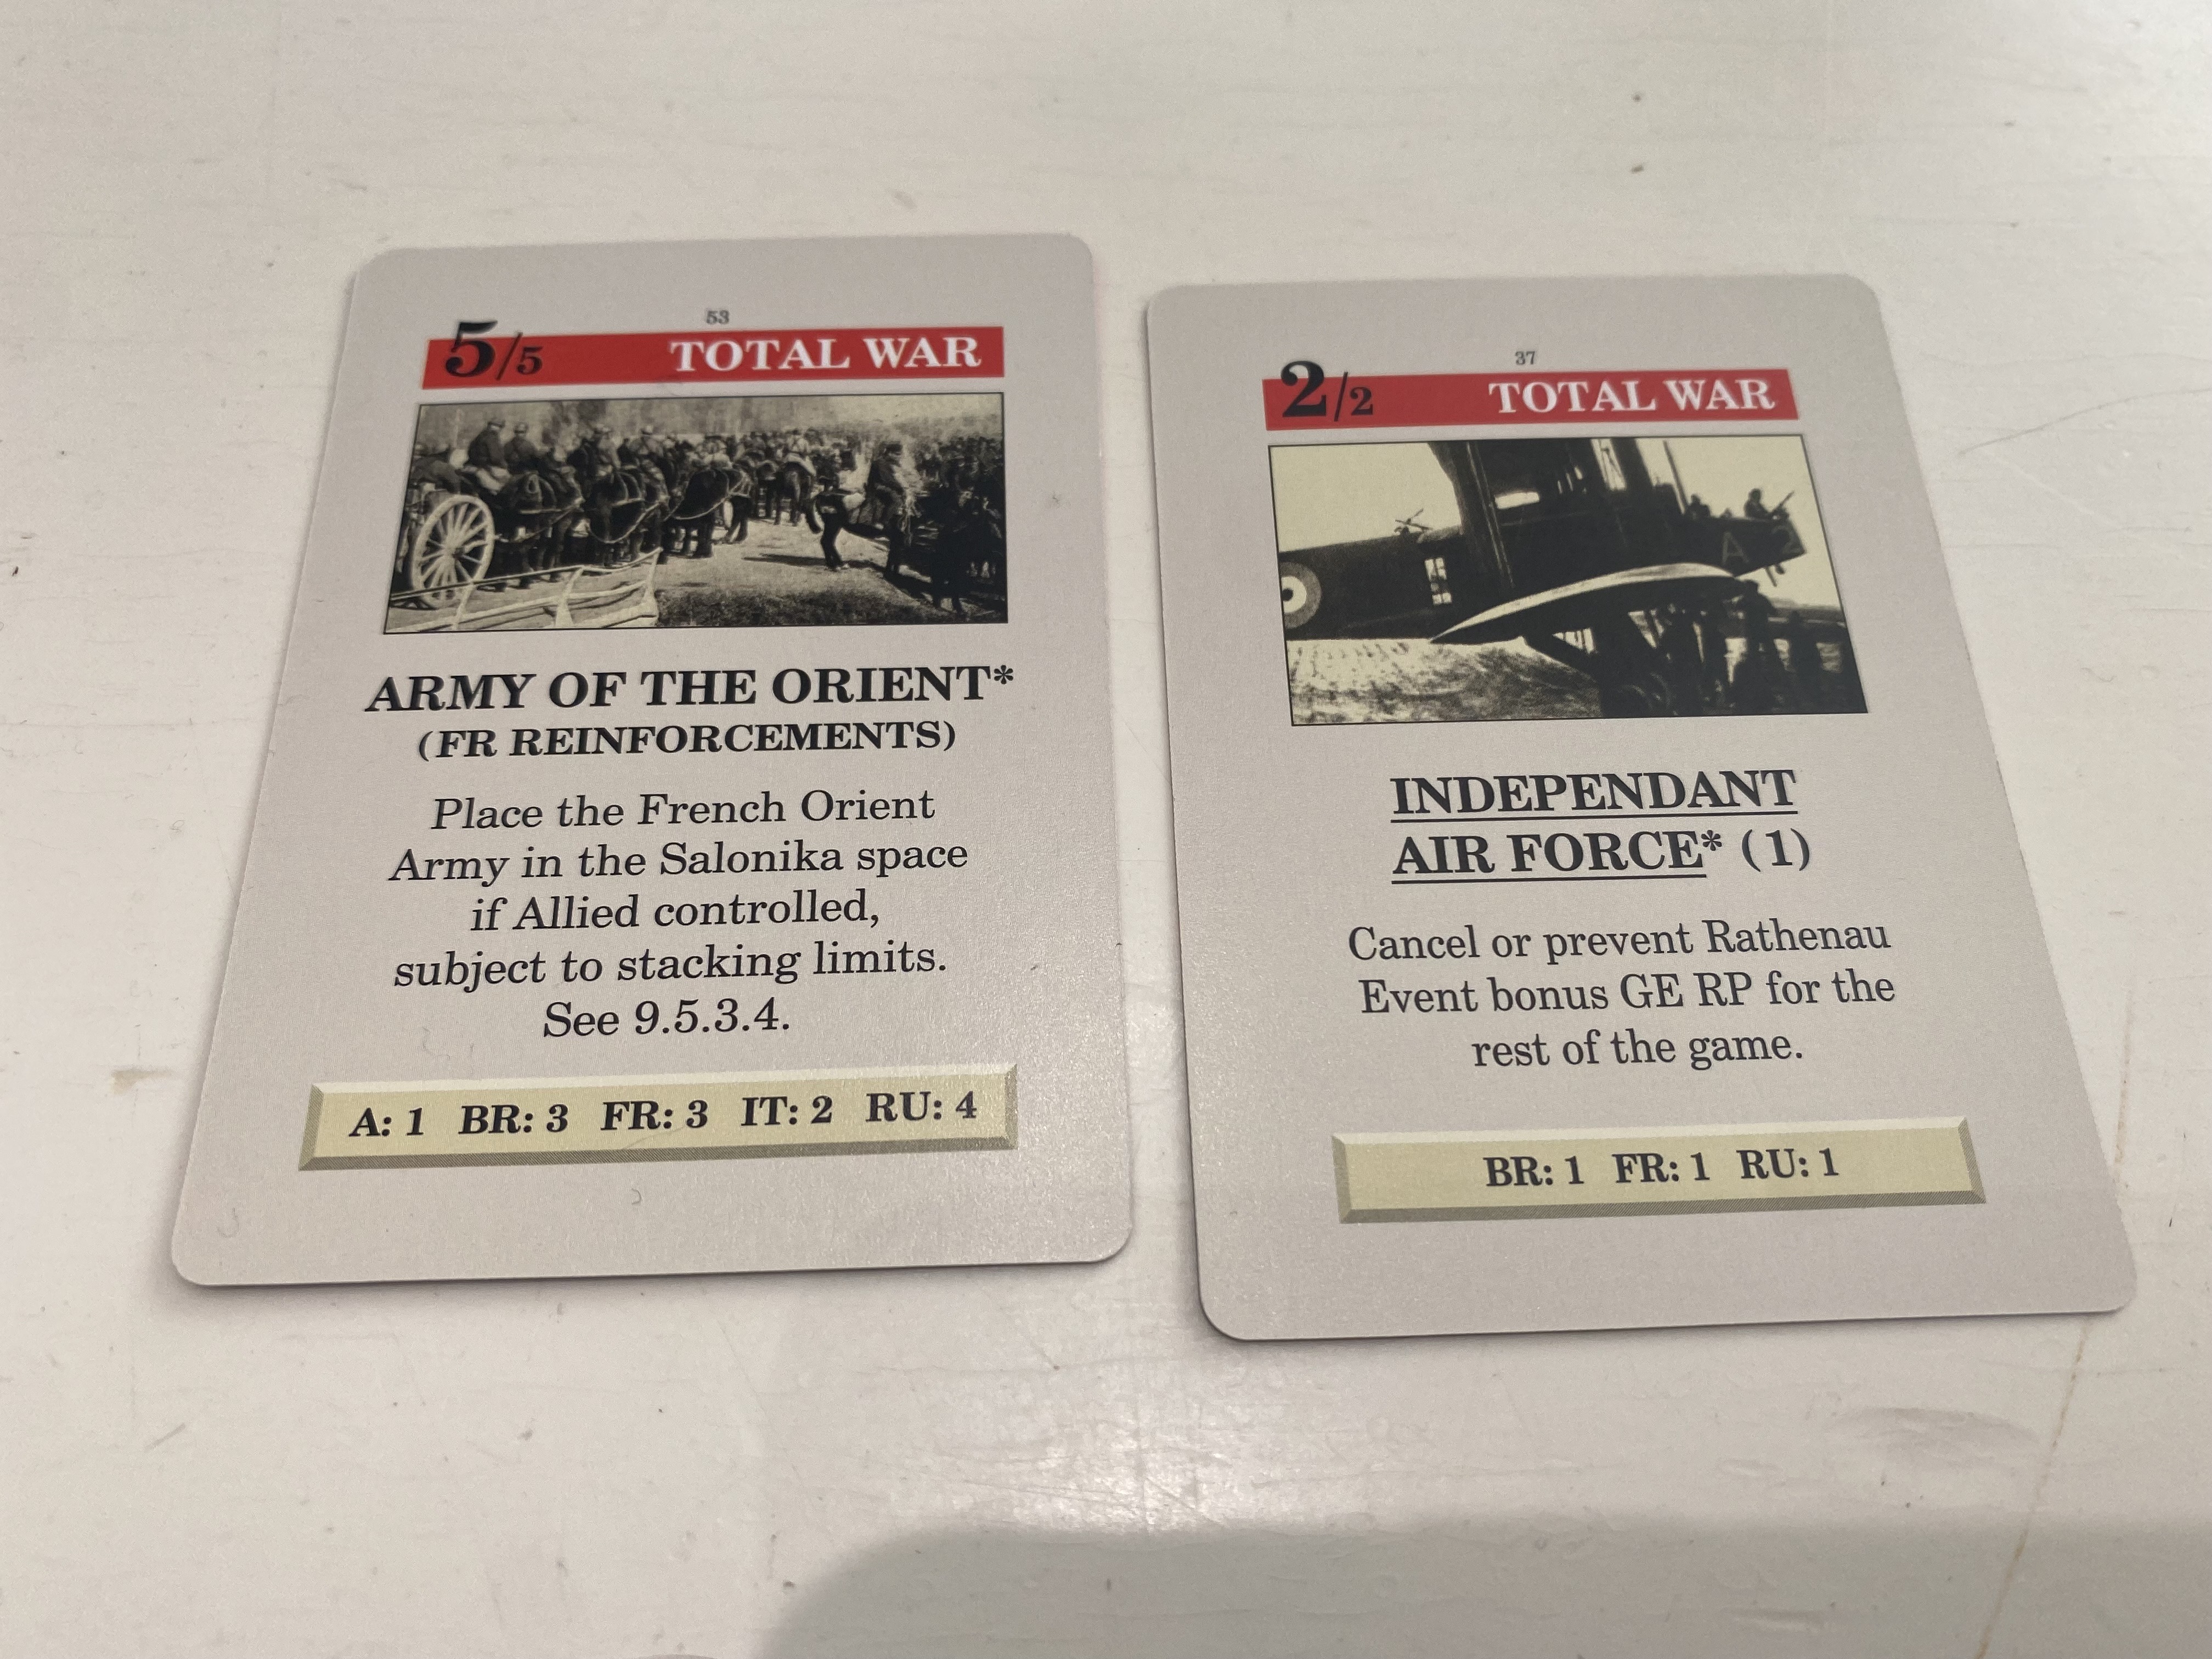 53
5/5 TOTAL WAR
ARMY OF THE ORIENT*
(FR REINFORCEMENTS)
Place the French Orient
Army in the Salonika space
if Allied controlled,
subject to stacking limits.
See 9.5.3.4.
A: 1 BR: 3 FR: 3 IT: 2 RU: 4
37
2/2 TOTAL WAR
A 2
INDEPENDANT
AIR FORCE* (1)
Cancel or prevent Rathenau
Event bonus GE RP for the
rest of the game.
BR: 1 FR: 1 RU: 1